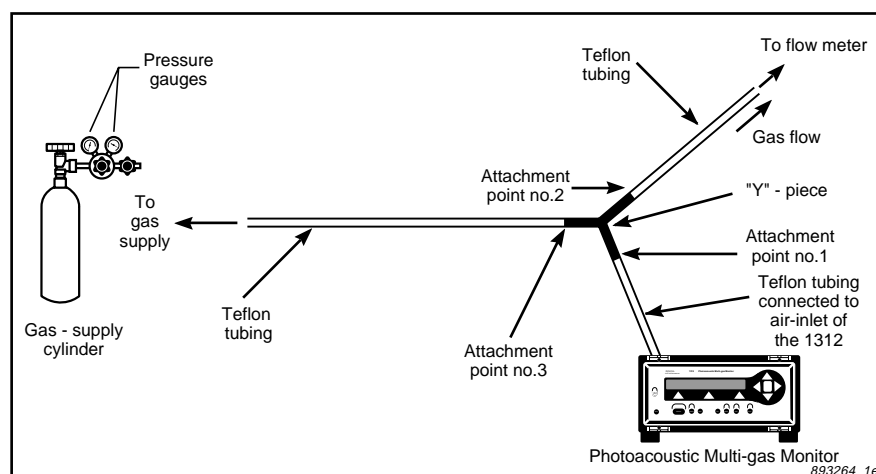 Pressure
gauges
Teflon
tubing
To flow meter
Gas flow
Attachment
point no.2
"Y" - piece
To
gas
supply
Attachment
point no.1
Teflon
tubing
Attachment
point no.3
Teflon tubing
connected to
air-inlet of
the 1312
Gas - supply
cylinder
Photoacoustic Multi-gas Monitor
893264_1e